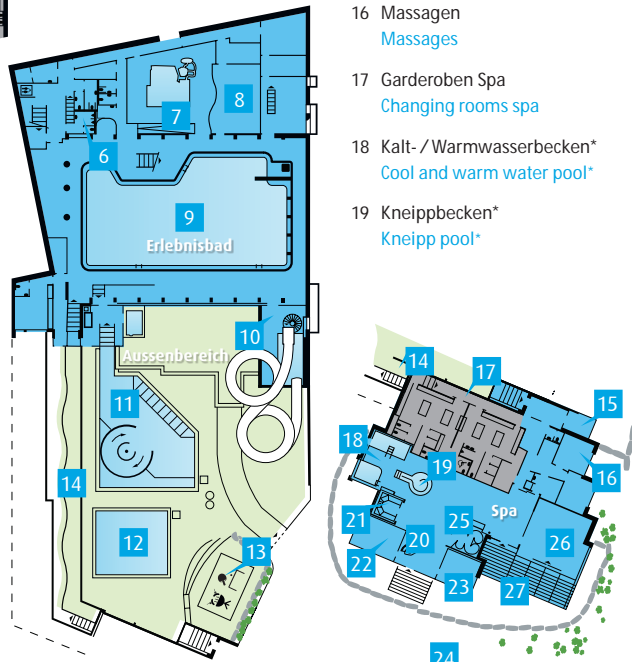 16 Massagen
Massages
17 Garderoben Spa
Changing rooms spa
18 Kalt- / Warmwasserbecken*
Cool and warm water pool*
19 Kneippbecken*
Kneipp pool*
7
8
6
9
Erlebnisbad
10
Aussenbereich
11
14
12
13
14
17
15
18
19
16
Spa
21
20
25
26
22
23
27
24